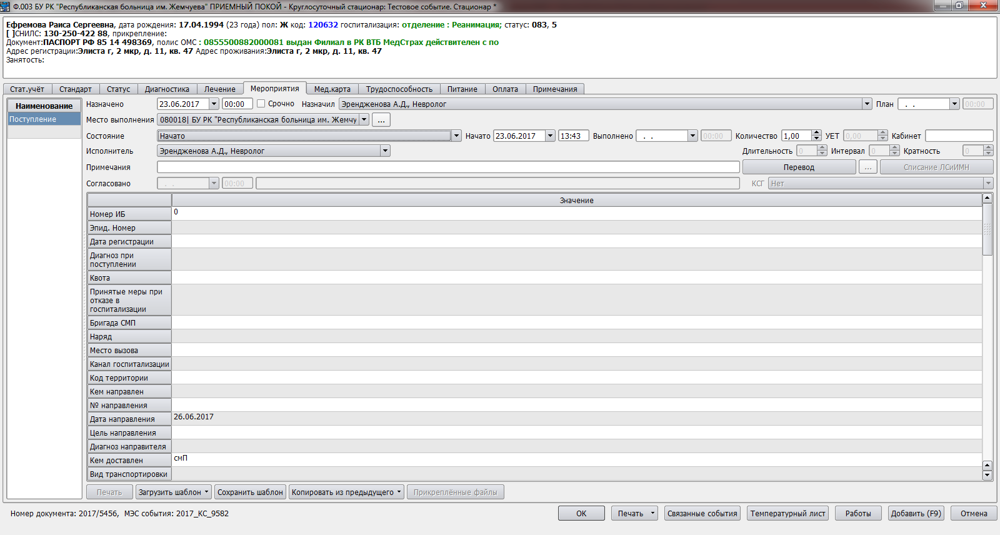 Ф.003 БУ РК "Республиканская больница им. Жемчуева" ПРИЕМНЫЙ ПОКОЙ - Круглосуточный стационар: Тестовое событие. Стационар *
Ефремова Раиса Сергеевна, дата рождения: 17.04.1994 (23 года) пол: Ж код: 120632 госпитализация: отделение : Реанимация; статус: 083, 5
[ ]СНИЛС: 130-250-422 88, прикрепление:
Документ:ПАСПОРТ РФ 85 14 498369, полис ОМС : 0855500882000081 выдан Филиал в РК ВТБ МедСтрах действителен с по
Адрес регистрации:Элиста г, 2 мкр, д. 11, кв. 47 Адрес проживания:Элиста г, 2 мкр, д. 11, кв. 47
Занятость:
Стат.учёт Стандарт Статус Диагностика Лечение Мероприятия Мед.карта Трудоспособность Питание Оплата Примечания
Наименование
Поступление
Назначено 23.06.2017 00:00 Срочно Назначил Эрендженова А.Д., Невролог План . . 00:00
Место выполнения 080018| БУ РК "Республиканская больница им. Жемчу ...
Состояние Начато Начато 23.06.2017 13:43 Выполнено . . 00:00 Количество 1,00 УЕТ 0,00 Кабинет
Исполнитель Эрендженова А.Д., Невролог Длительность 0 Интервал 0 Кратность 0
Примечания Перевод ... Списание ЛСиИМН
Согласовано . . 00:00 КСГ Нет
Значение
Номер ИБ 0
Эпид. Номер
Дата регистрации
Диагноз при
поступлении
Квота
Принятые меры при
отказе в
госпитализации
Бригада СМП
Наряд
Место вызова
Канал госпитализации
Код территории
Кем направлен
№ направления
Дата направления 26.06.2017
Цель направления
Диагноз направителя
Кем доставлен смП
Вид транспортировки
Печать Загрузить шаблон Сохранить шаблон Копировать из предыдущего Прикреплённые файлы
Номер документа: 2017/5456, МЭС события: 2017_КС_9582
ОК Печать Связанные события Температурный лист Работы Добавить (F9) Отмена